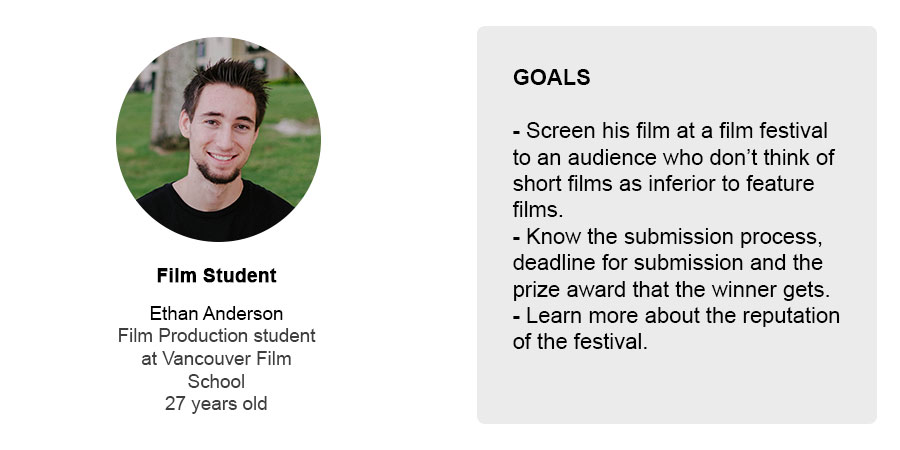 Film Student
Ethan Anderson
Film Production student
at Vancouver Film
School
27 years old
GOALS
- Screen his film at a film festival
to an audience who don’t think of
short films as inferior to feature
films.
- Know the submission process,
deadline for submission and the
prize award that the winner gets.
- Learn more about the reputation
of the festival.